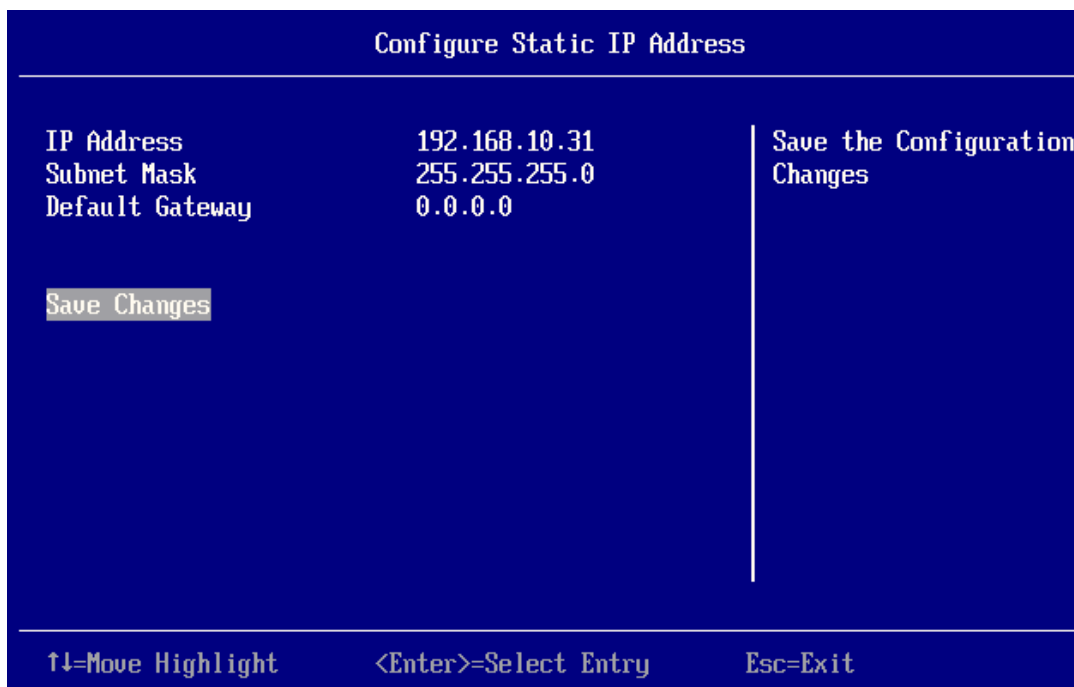 Configure Static IP Address
IP Address 192.168.10.31
Subnet Mask 255.255.255.0
Default Gateway 0.0.0.0
Save Changes
Save the Configuration
Changes
↑↓=Move Highlight <Enter>=Select Entry Esc=Exit